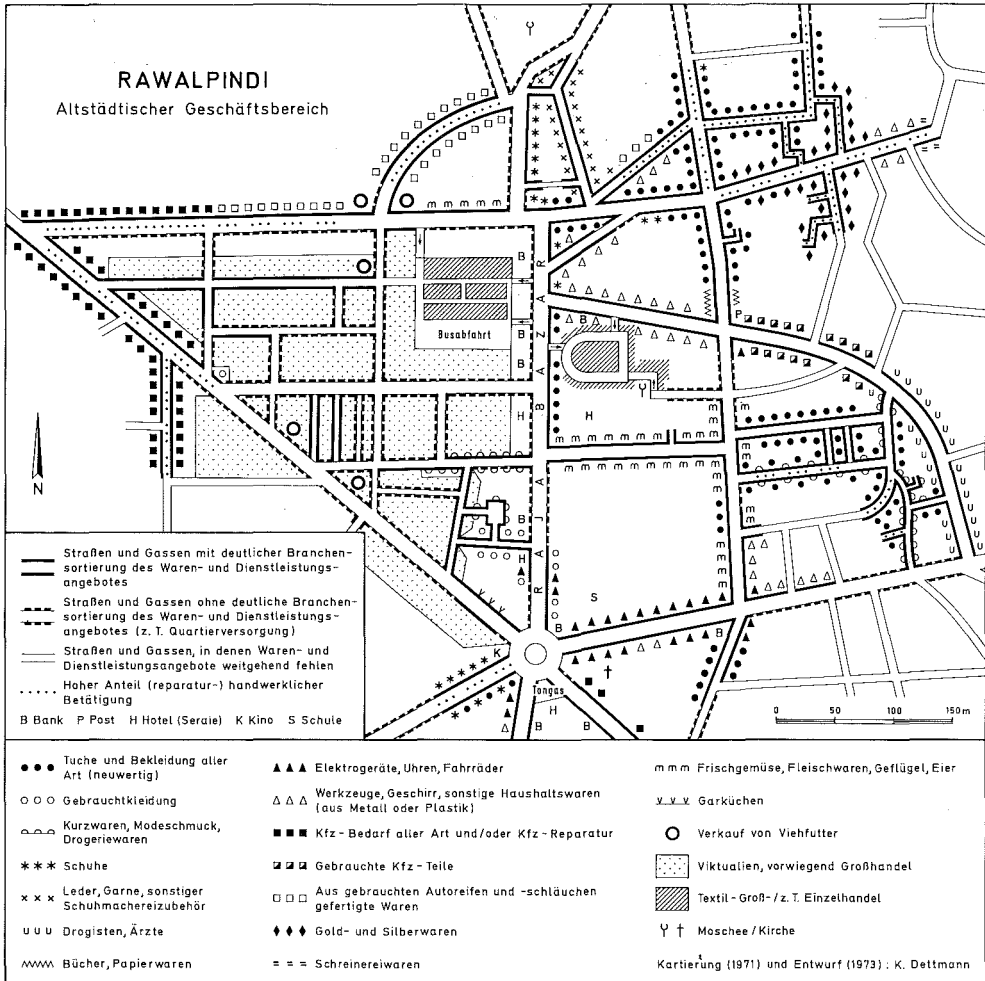 RAWALPINDI
Altstädtischer Geschäftsbereich
Busabfahrt
B
B
B
H
B
H
B
R
A
Z
A
B
R
A
J
A
R
B
P
H
S
B
K
Tongas
H
B
B
N
0 50 100 150 m
Straßen und Gassen mit deutlicher Branchen-
sortierung des Waren- und Dienstleistungs-
angebotes
Straßen und Gassen ohne deutliche Branchen-
sortierung des Waren- und Dienstleistungs-
angebotes (z. T. Quartierversorgung)
Straßen und Gassen, in denen Waren- und
Dienstleistungsangebote weitgehend fehlen
Hoher Anteil (reparatur-) handwerklicher
Betätigung
B Bank P Post H Hotel (Seraie) K Kino S Schule
Tuche und Bekleidung aller
Art (neuwertig)
Gebrauchtkleidung
Kurzwaren, Modeschmuck,
Drogeriewaren
Schuhe
Leder, Garne, sonstiger
Schuhmachereizubehör
Drogisten, Ärzte
Bücher, Papierwaren
Elektrogeräte, Uhren, Fahrräder
Werkzeuge, Geschirr, sonstige Haushaltswaren
(aus Metall oder Plastik)
Kfz-Bedarf aller Art und/oder Kfz-Reparatur
Gebrauchte Kfz-Teile
Aus gebrauchten Autoreifen und -schläuchen
gefertigte Waren
Gold- und Silberwaren
Schreinereiwaren
Frischgemüse, Fleischwaren, Geflügel, Eier
Garküchen
Verkauf von Viehfutter
Viktualien, vorwiegend Großhandel
Textil-Groß-/z. T. Einzelhandel
Moschee / Kirche
Kartierung (1971) und Entwurf (1973): K. Dettmann